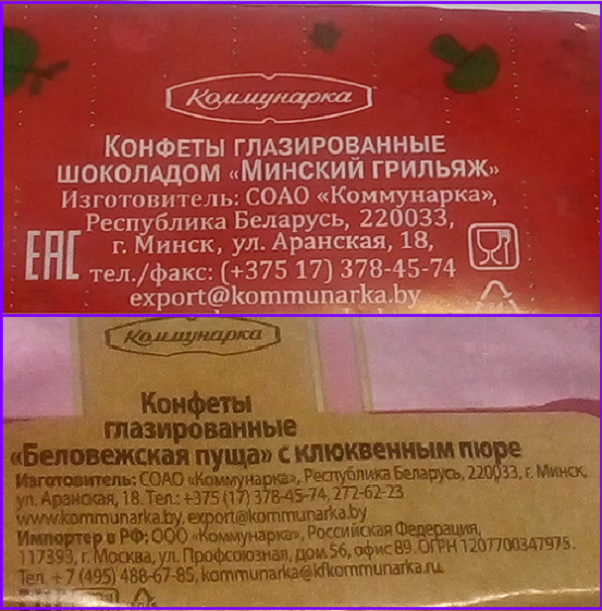 Коммунарка
КОНФЕТЫ ГЛАЗИРОВАННЫЕ
ШОКОЛАДОМ «МИНСКИЙ ГРИЛЬЯЖ»
Изготовитель: СОАО «Коммунарка»,
Республика Беларусь, 220033,
г. Минск, ул. Аранская, 18,
ЕАС
тел./факс: (+375 17) 378-45-74
export@kommunarka.by
Коммунарка
Конфеты
глазированные
«Беловежская пуща» с клюквенным пюре
Изготовитель: СОАО «Коммунарка», Республика Беларусь, 220033, г. Минск,
ул. Аранская, 18. Тел.: +375 (17) 378-45-74, 272-62-23
www.kommunarka.by, export@kommunarka.by
Импортер в РФ: ООО «Коммунарка», Российская Федерация,
117393, г. Москва, ул. Профсоюзная, дом 56, офис 89. ОГРН 1207700347975.
Тел. +7 (495) 488-67-85, kommunarka@kfkommunarka.ru